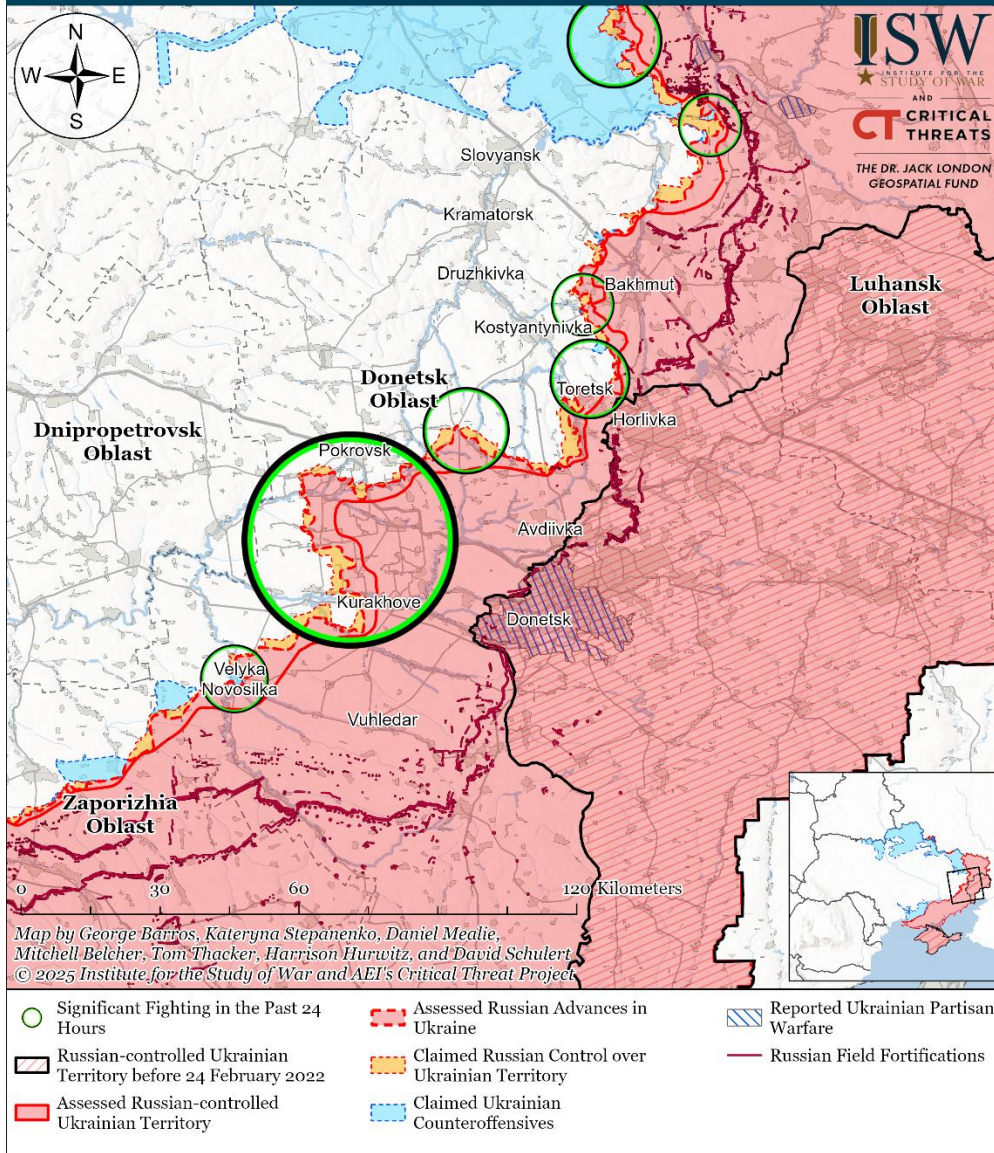 N
W E
S
ISW
INSTITUTE FOR THE
STUDY OF WAR
AND
CT CRITICAL
THREATS
THE DR. JACK LONDON
GEOSPATIAL FUND
Slovyansk
Kramatorsk
Druzhkivka
Bakhmut
Luhansk
Oblast
Kostyantynivka
Donetsk
Oblast
Toretsk
Horlivka
Dnipropetrovsk
Oblast
Pokrovsk
Avdiivka
Kurakhove
Donetsk
Velyka
Novosilka
Vuhledar
Zaporizhia
Oblast
0 30 60 120 Kilometers
Map by George Barros, Kateryna Stepanenko, Daniel Mealie,
Mitchell Belcher, Tom Thacker, Harrison Hurwitz, and David Schulert
© 2025 Institute for the Study of War and AEI's Critical Threat Project
Significant Fighting in the Past 24
Hours
Russian-controlled Ukrainian
Territory before 24 February 2022
Assessed Russian-controlled
Ukrainian Territory
Assessed Russian Advances in
Ukraine
Claimed Russian Control over
Ukrainian Territory
Claimed Ukrainian
Counteroffensives
Reported Ukrainian Partisan
Warfare
Russian Field Fortifications